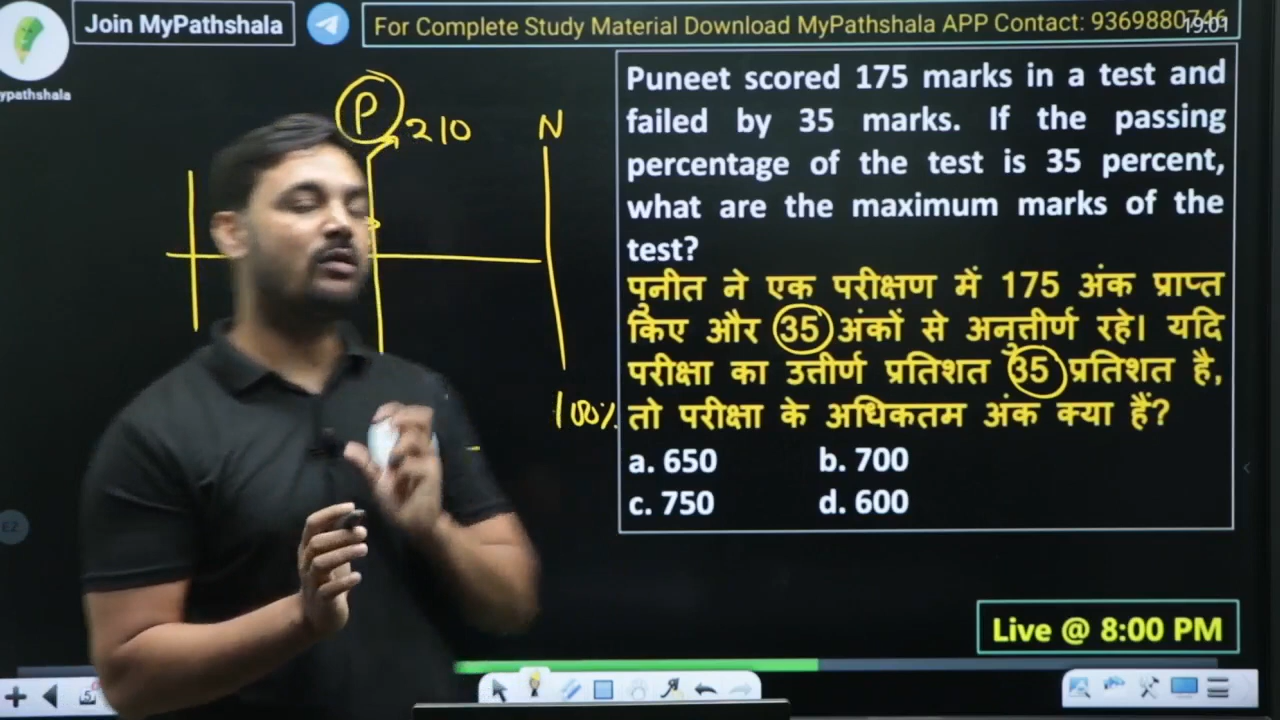 Join MyPathshala
For Complete Study Material Download MyPathshala APP Contact: 9369880746
19:01
ypathshala
P
210
N
100%
Puneet scored 175 marks in a test and
failed by 35 marks. If the passing
percentage of the test is 35 percent,
what are the maximum marks of the
test?
पुनीत ने एक परीक्षण में 175 अंक प्राप्त
किए और 35 अंकों से अनुत्तीर्ण रहे। यदि
परीक्षा का उत्तीर्ण प्रतिशत 35 प्रतिशत है,
तो परीक्षा के अधिकतम अंक क्या हैं?
a. 650 b. 700
c. 750 d. 600
EZ
Live @ 8:00 PM